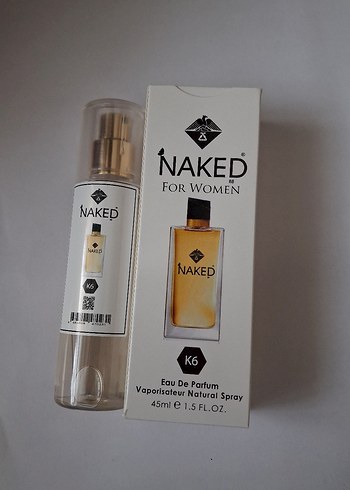 NAKED
NAKED
K6
NAKED®
FOR WOMEN
NAKED
K6
Eau De Parfum
Vaporisateur Natural Spray
45ml ℮ 1.5 FL.OZ.